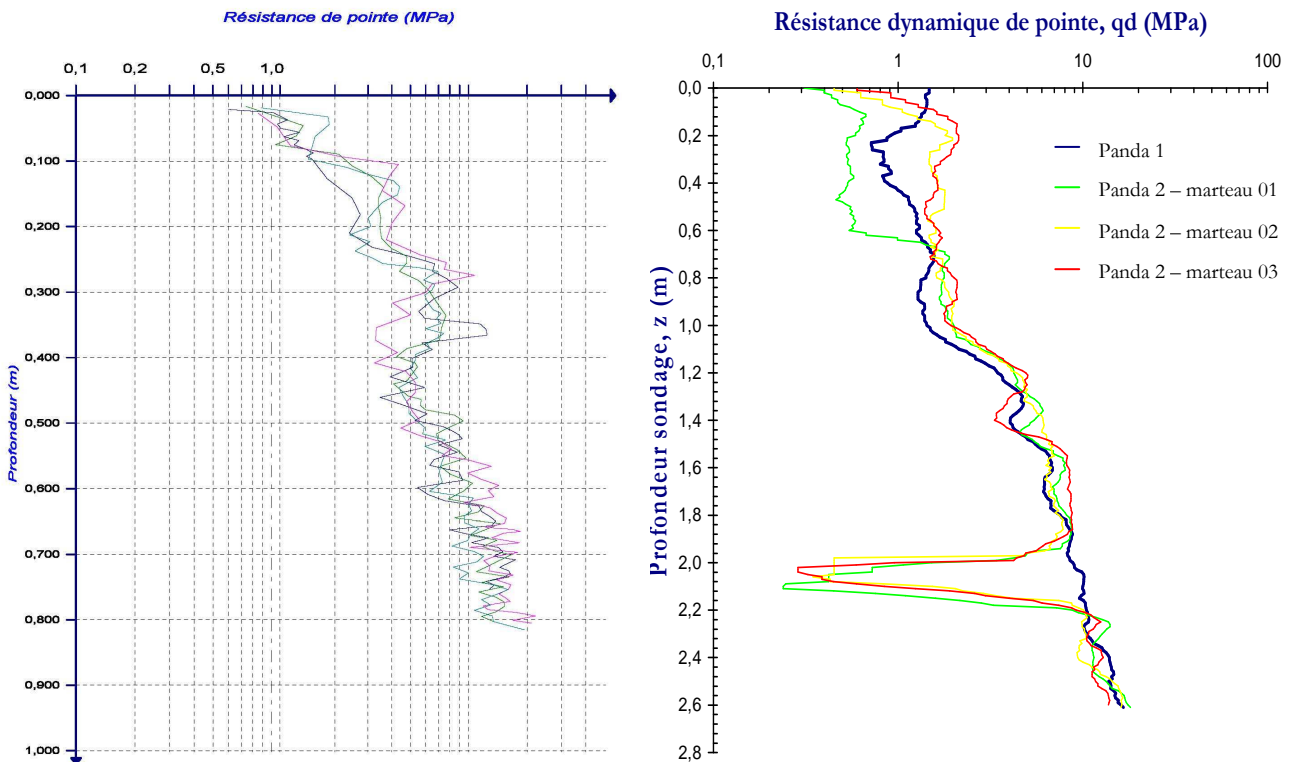 Résistance de pointe (MPa)
0,1 0,2 0,5 1,0
0,000
0,100
0,200
0,300
0,400
0,500
0,600
0,700
0,800
0,900
1,000
Profondeur (m)
Résistance dynamique de pointe, qd (MPa)
0,1 1 10 100
0,0
0,2
0,4
0,6
0,8
1,0
1,2
1,4
1,6
1,8
2,0
2,2
2,4
2,6
2,8
Profondeur sondage, z (m)
Panda 1
Panda 2 – marteau 01
Panda 2 – marteau 02
Panda 2 – marteau 03